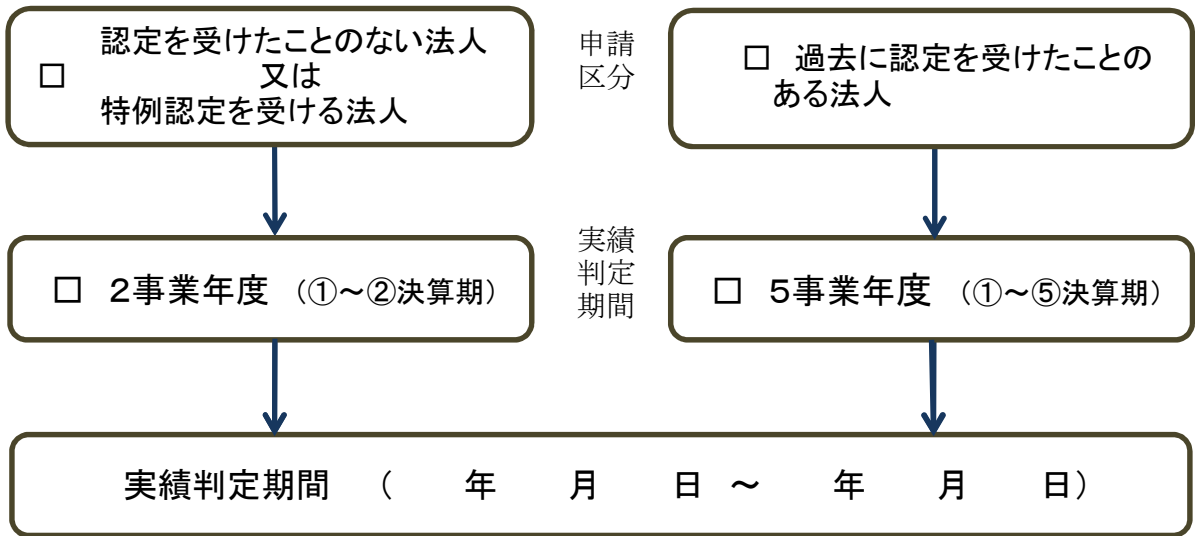 認定を受けたことのない法人
□ 又は
特例認定を受ける法人
申請
区分
□ 過去に認定を受けたことの
ある法人
□ 2事業年度 (①~②決算期)
実績
判定
期間
□ 5事業年度 (①~⑤決算期)
実績判定期間 ( 年 月 日 ~ 年 月 日)